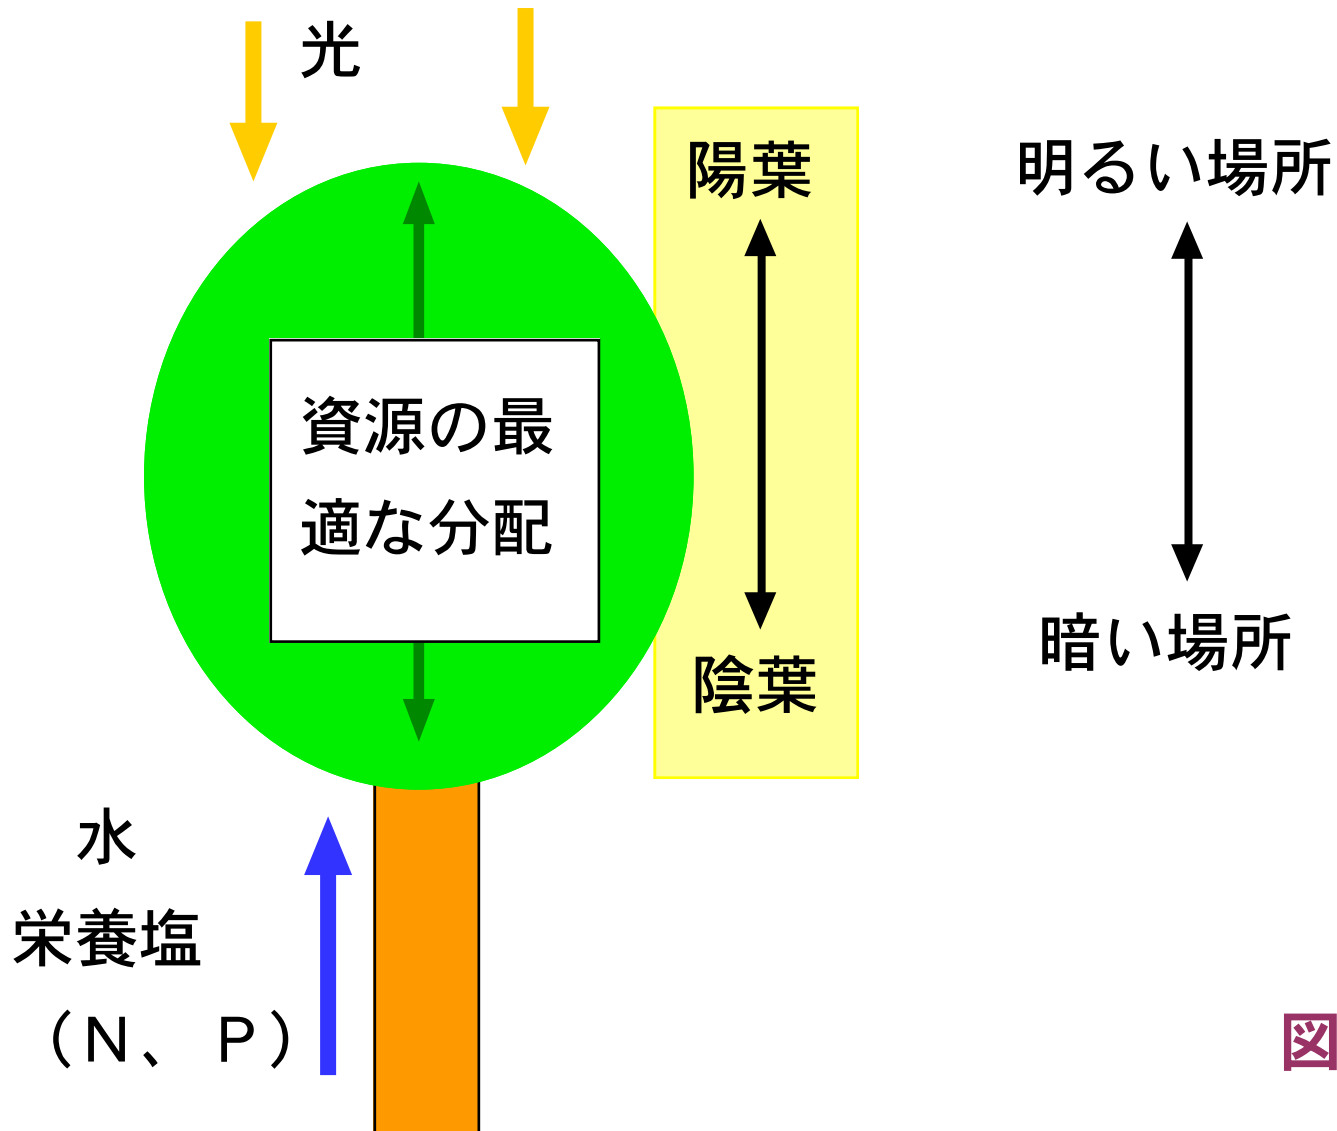 光
陽葉
明るい場所
資源の最
適な分配
陰葉
暗い場所
水
栄養塩
（Ｎ、Ｐ）
図